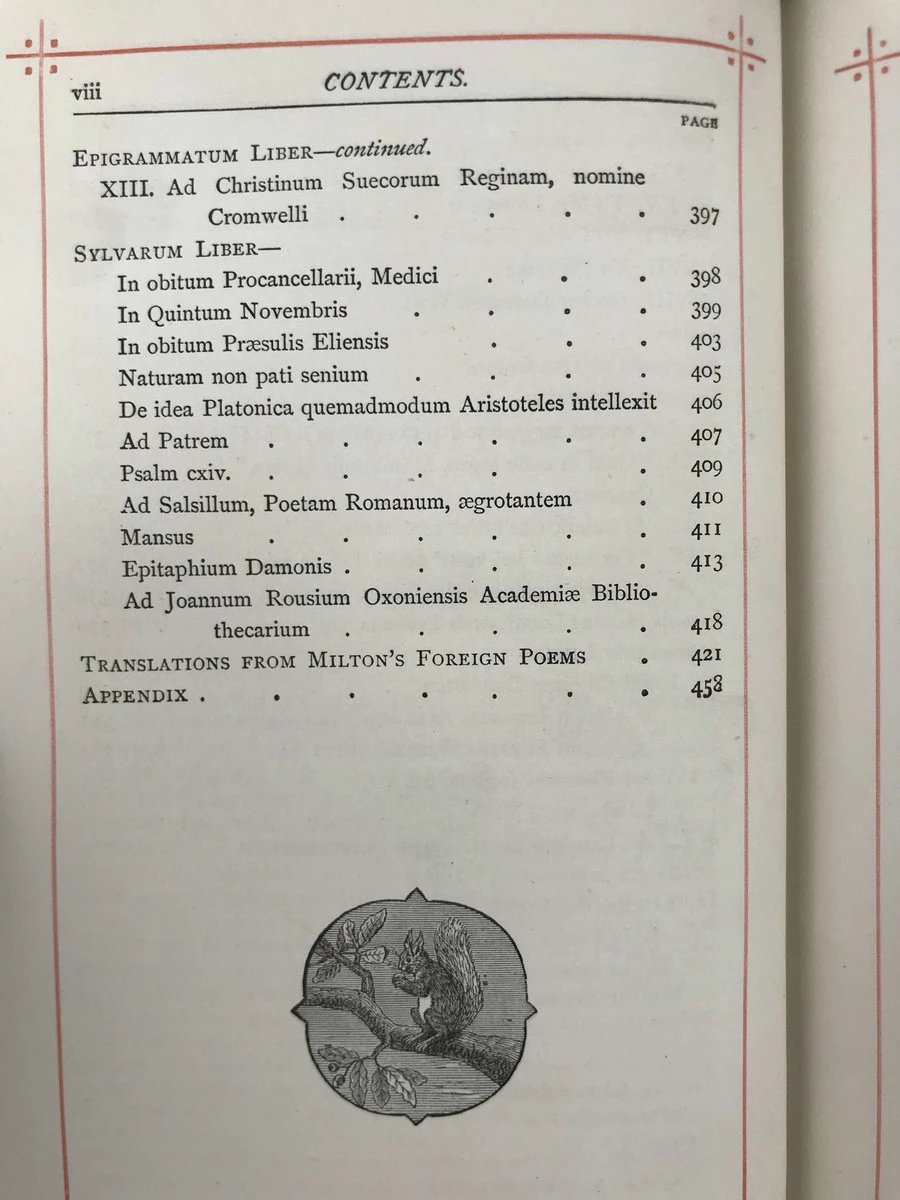 viii CONTENTS.
PAGE
EPIGRAMMATUM LIBER—continued.
XIII. Ad Christinum Suecorum Reginam, nomine
Cromwelli . . . . . 397
SYLVARUM LIBER—
In obitum Procancellarii, Medici . . . 398
In Quintum Novembris . . . . 399
In obitum Præsulis Eliensis . . . 403
Naturam non pati senium . . . . 405
De idea Platonica quemadmodum Aristoteles intellexit 406
Ad Patrem . . . . . . 407
Psalm cxiv. . . . . . 409
Ad Salsillum, Poetam Romanum, ægrotantem . 410
Mansus . . . . . . 411
Epitaphium Damonis . . . . . 413
Ad Joannum Rousium Oxoniensis Academiæ Biblio-
thecarium . . . . . 418
TRANSLATIONS FROM MILTON'S FOREIGN POEMS . 421
APPENDIX . . . . . . . 458